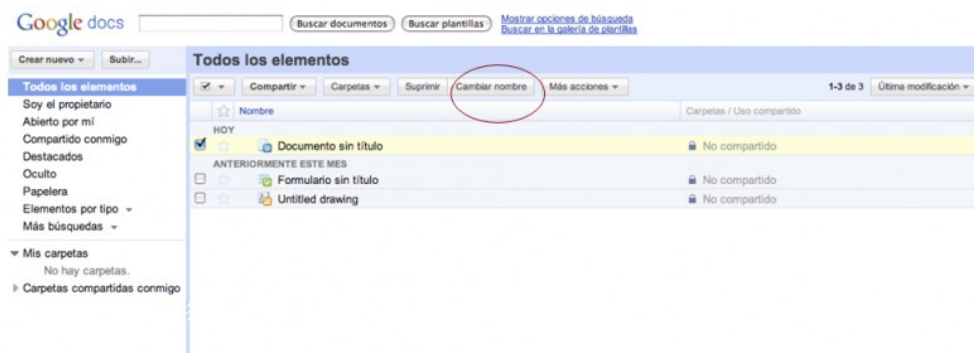 Google docs Buscar documentos Buscar plantillas Mostrar opciones de búsqueda
Buscar en la galería de plantillas
Crear nuevo Subir...
Todos los elementos
Soy el propietario
Abierto por mí
Compartido conmigo
Destacados
Oculto
Papelera
Elementos por tipo
Más búsquedas
Mis carpetas
No hay carpetas.
Carpetas compartidas conmigo
Todos los elementos
Compartir Carpetas Suprimir Cambiar nombre Más acciones 1-3 de 3 Última modificación
Nombre Carpetas / Uso compartido
HOY
Documento sin título No compartido
ANTERIORMENTE ESTE MES
Formulario sin título No compartido
Untitled drawing No compartido